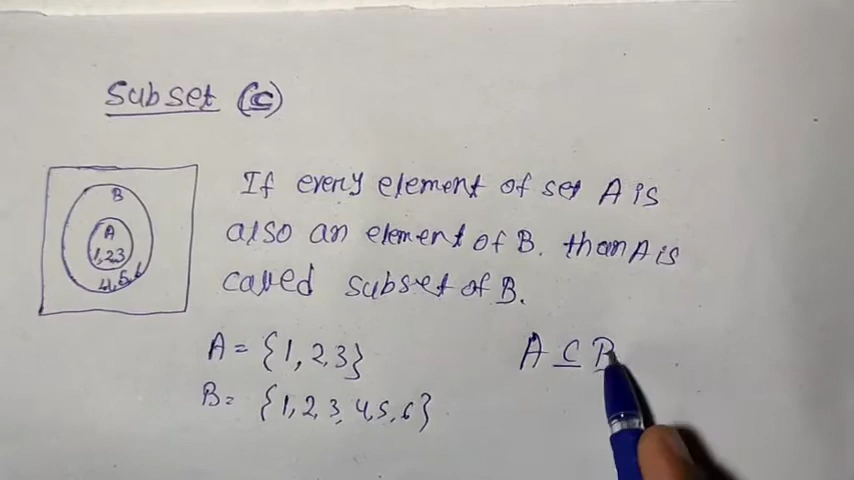 Subset (⊆)
If every element of set A is
also an element of B. than A is
called subset of B.
B
A
1,2,3
4,5,6
A = {1, 2,3}
A ⊆ B
B = {1,2,3,4,5,6}